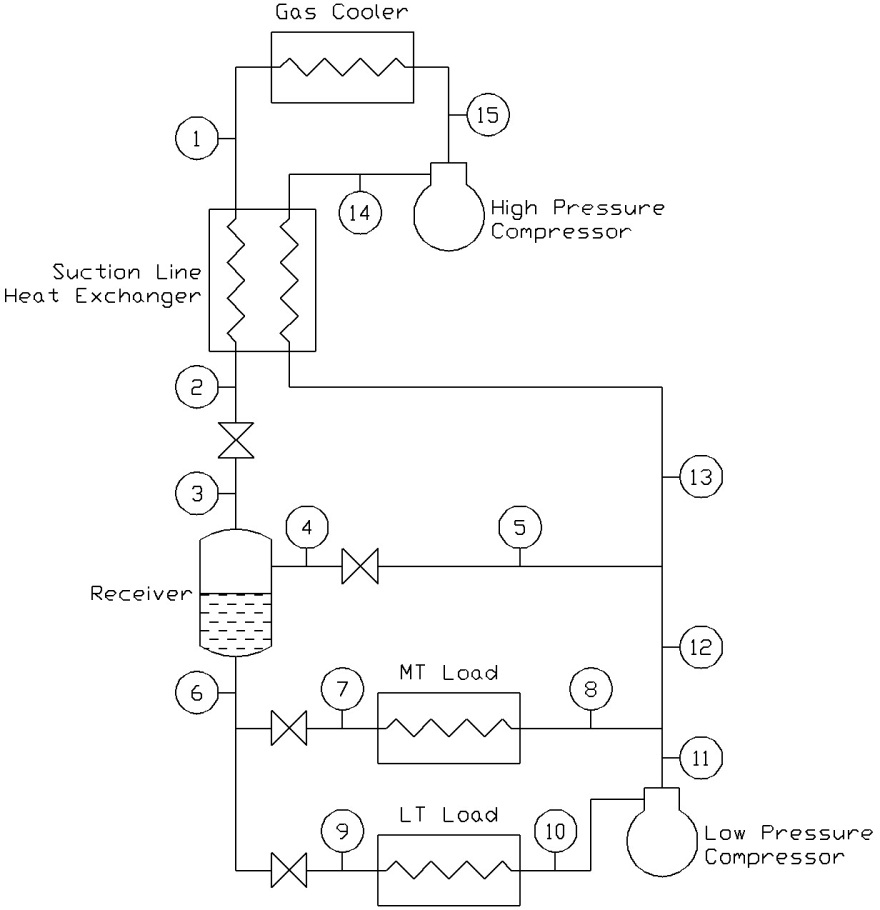 Gas Cooler
15
1
14
High Pressure
Compressor
Suction Line
Heat Exchanger
2
13
3
4
5
Receiver
12
6
MT Load
7
8
11
LT Load
9
10
Low Pressure
Compressor